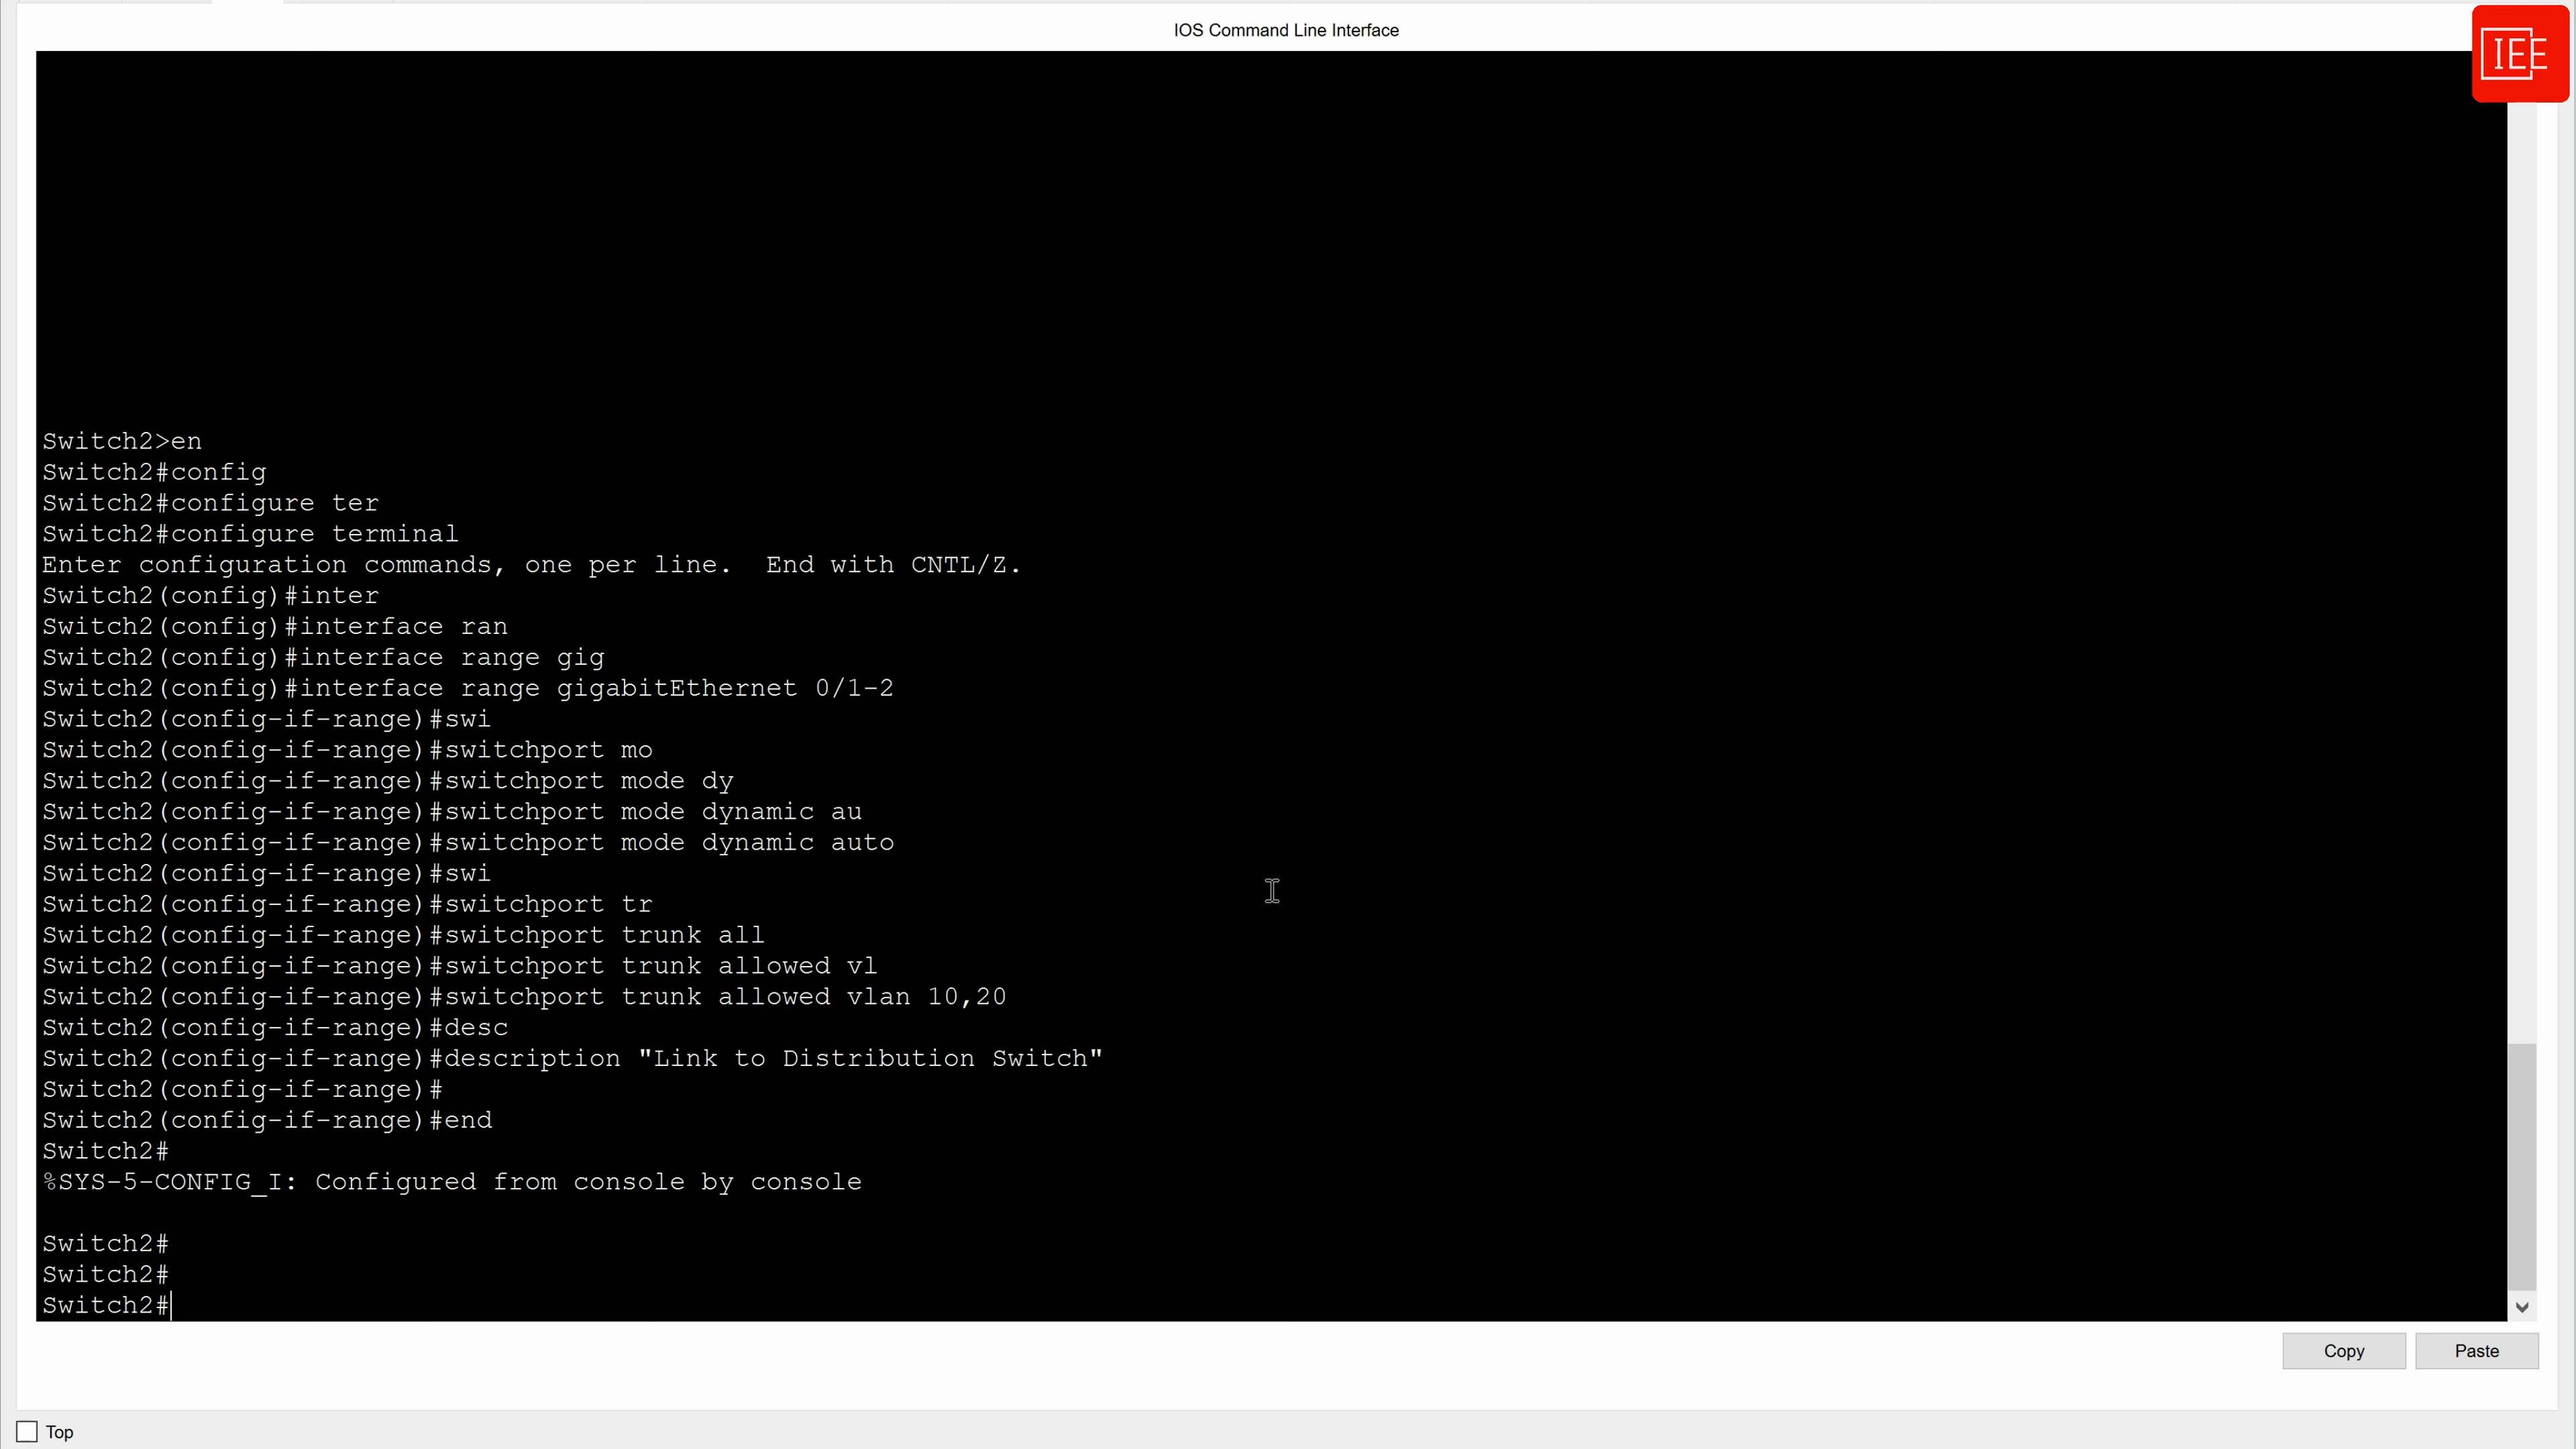 IOS Command Line Interface
IEE
Switch2>en
Switch2#config
Switch2#configure ter
Switch2#configure terminal
Enter configuration commands, one per line.  End with CNTL/Z.
Switch2(config)#inter
Switch2(config)#interface ran
Switch2(config)#interface range gig
Switch2(config)#interface range gigabitEthernet 0/1-2
Switch2(config-if-range)#swi
Switch2(config-if-range)#switchport mo
Switch2(config-if-range)#switchport mode dy
Switch2(config-if-range)#switchport mode dynamic au
Switch2(config-if-range)#switchport mode dynamic auto
Switch2(config-if-range)#swi
Switch2(config-if-range)#switchport tr
Switch2(config-if-range)#switchport trunk all
Switch2(config-if-range)#switchport trunk allowed vl
Switch2(config-if-range)#switchport trunk allowed vlan 10,20
Switch2(config-if-range)#desc
Switch2(config-if-range)#description "Link to Distribution Switch"
Switch2(config-if-range)#
Switch2(config-if-range)#end
Switch2#
%SYS-5-CONFIG_I: Configured from console by console
Switch2#
Switch2#
Switch2#
Copy Paste
Top